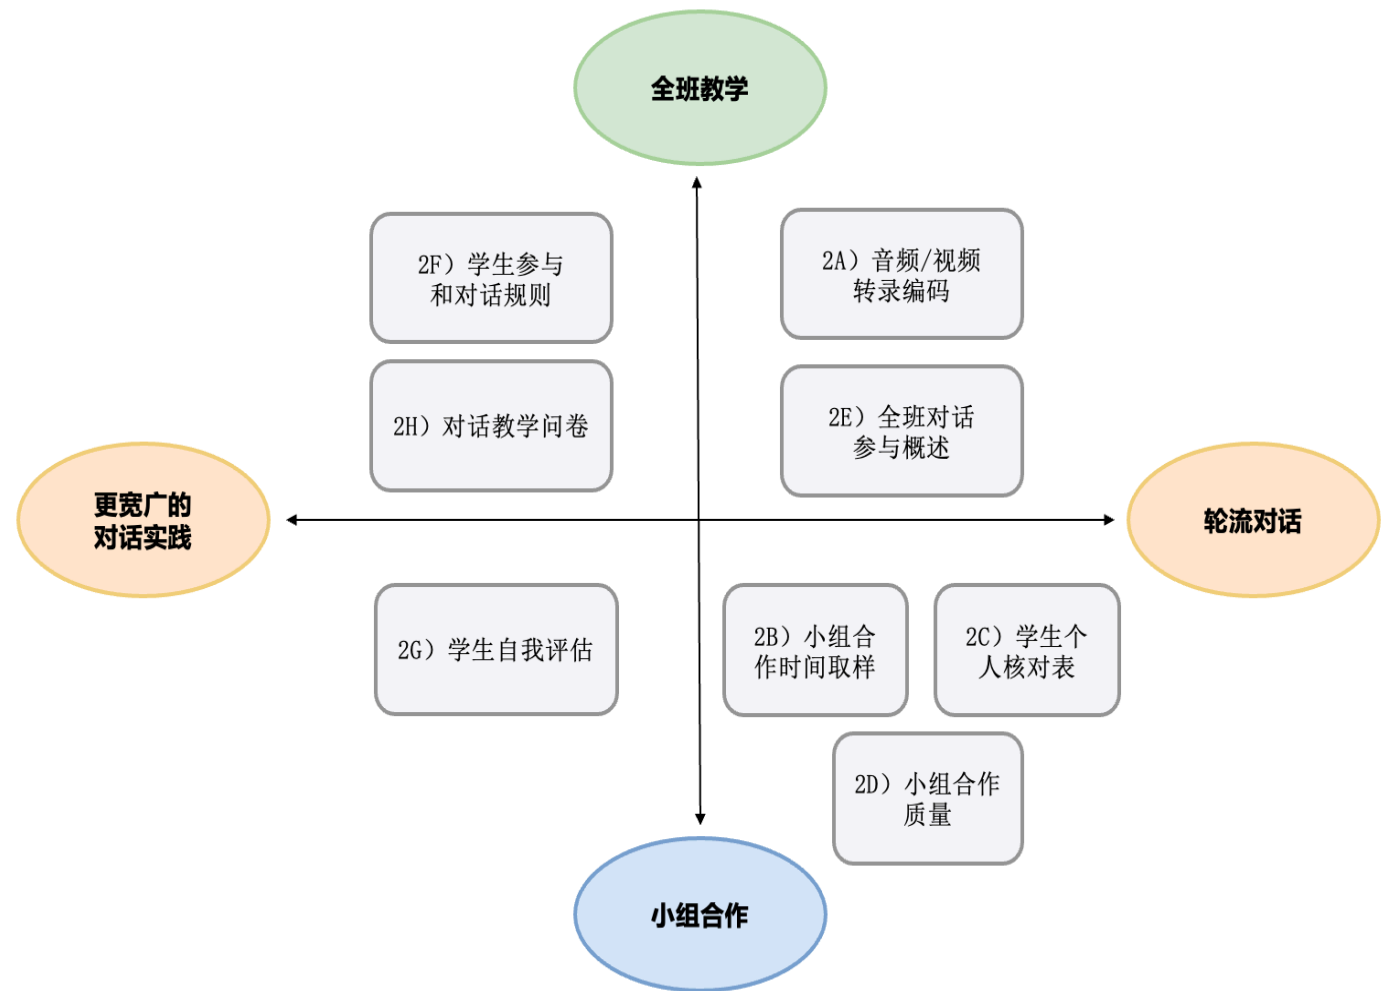 全班教学
2F）学生参与
和对话规则
2A）音频/视频
转录编码
2H）对话教学问卷
2E）全班对话
参与概述
更宽广的
对话实践
轮流对话
2G）学生自我评估
2B）小组合
作时间取样
2C）学生个
人核对表
2D）小组合作
质量
小组合作